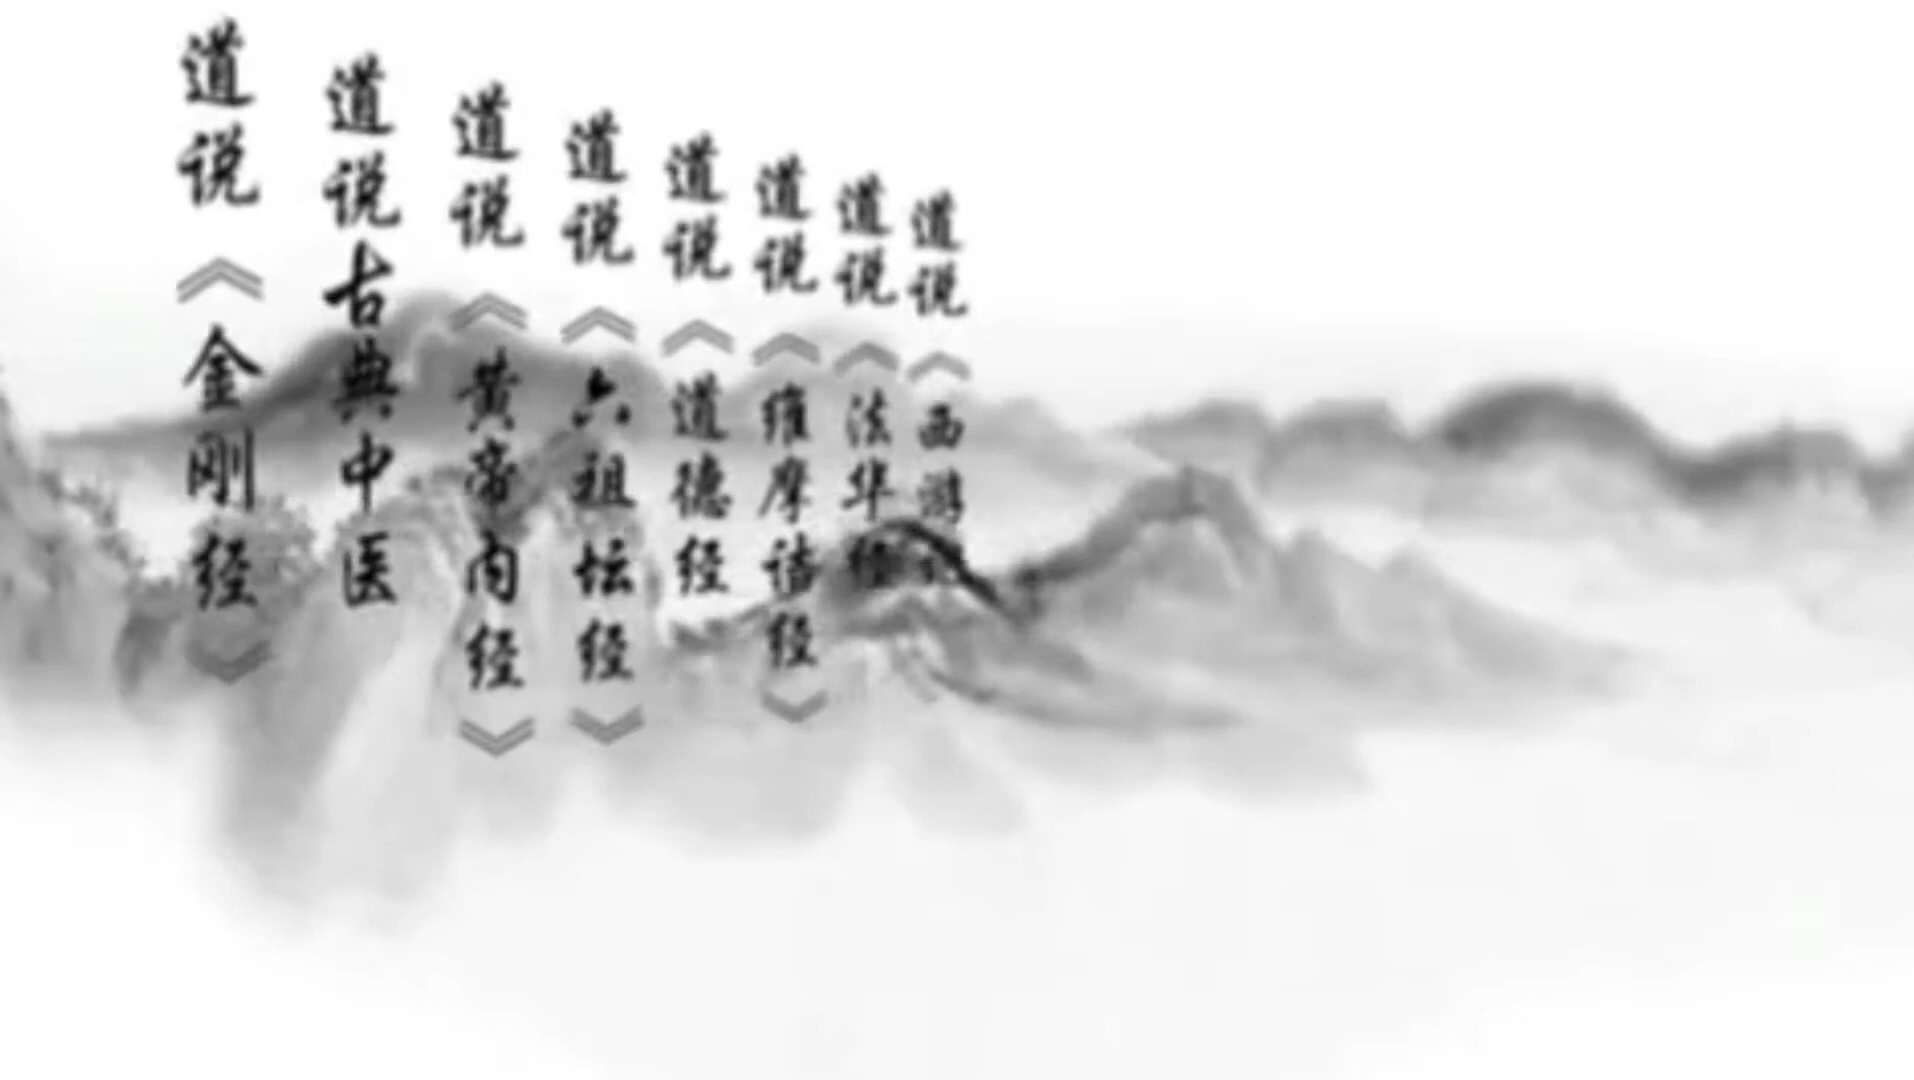 道说《金刚经》
道说古典中医
道说《黄帝内经》
道说《六祖坛经》
道说《道德经
道说《维摩诘经》
道说《法华经
道说《西游